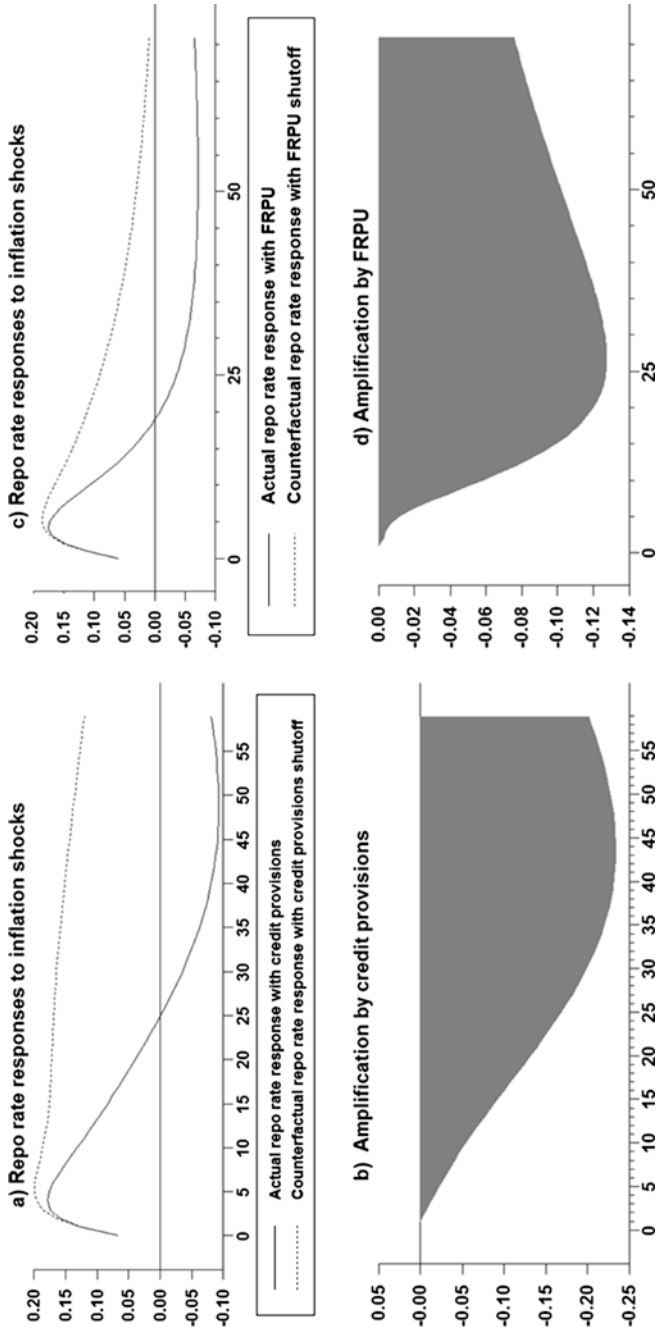 a) Repo rate responses to inflation shocks
0.20
0.15
0.10
0.05
0.00
-0.05
-0.10
0 5 10 15 20 25 30 35 40 45 50 55
Actual repo rate response with credit provisions
Counterfactual repo rate response with credit provisions shutoff
c) Repo rate responses to inflation shocks
0.20
0.15
0.10
0.05
0.00
-0.05
-0.10
0 25 50
Actual repo rate response with FRPU
Counterfactual repo rate response with FRPU shutoff
b) Amplification by credit provisions
0.05
0.00
-0.05
-0.10
-0.15
-0.20
-0.25
0 5 10 15 20 25 30 35 40 45 50 55
d) Amplification by FRPU
0.00
-0.02
-0.04
-0.06
-0.08
-0.10
-0.12
-0.14
0 25 50